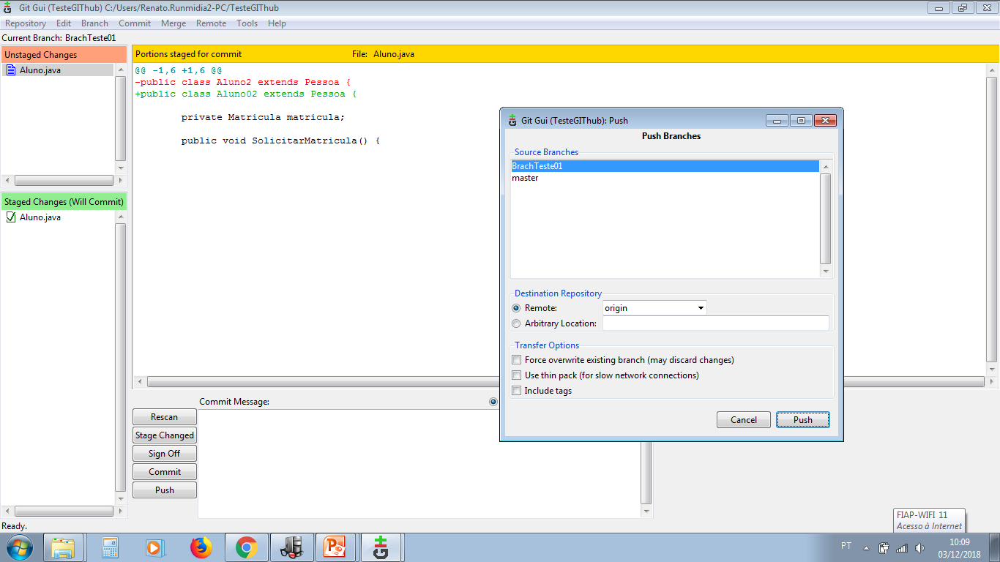 Git Gui (TesteGIThub) C:/Users/Renato.Runmidia2-PC/TesteGIThub
Repository Edit Branch Commit Merge Remote Tools Help
Current Branch: BrachTeste01
Unstaged Changes
Aluno.java
Staged Changes (Will Commit)
Aluno.java
Portions staged for commit File: Aluno.java
@@ -1,6 +1,6 @@
-public class Aluno2 extends Pessoa {
+public class Aluno02 extends Pessoa {
private Matricula matricula;
public void SolicitarMatricula() {
Commit Message:
Rescan
Stage Changed
Sign Off
Commit
Push
Git Gui (TesteGIThub): Push
Push Branches
Source Branches
BrachTeste01
master
Destination Repository
Remote: origin
Arbitrary Location:
Transfer Options
Force overwrite existing branch (may discard changes)
Use thin pack (for slow network connections)
Include tags
Cancel Push
Ready.
FIAP-WIFI 11
Acesso à Internet
PT
10:09
03/12/2018